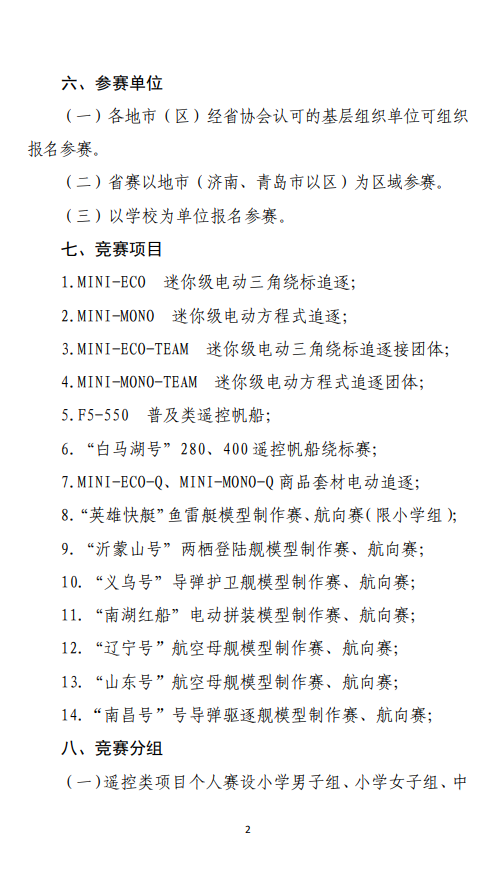 六、参赛单位
（一）各地市（区）经省协会认可的基层组织单位可组织
报名参赛。
（二）省赛以地市（济南、青岛市以区）为区域参赛。
（三）以学校为单位报名参赛。
七、竞赛项目
1.MINI-ECO 迷你级电动三角绕标追逐；
2.MINI-MONO 迷你级电动方程式追逐；
3.MINI-ECO-TEAM 迷你级电动三角绕标追逐接团体；
4.MINI-MONO-TEAM 迷你级电动方程式追逐团体；
5.F5-550 普及类遥控帆船；
6. “白马湖号”280、400 遥控帆船绕标赛；
7.MINI-ECO-Q、MINI-MONO-Q 商品套材电动追逐；
8.“英雄快艇”鱼雷艇模型制作赛、航向赛（限小学组）；
9. “沂蒙山号”两栖登陆舰模型制作赛、航向赛；
10. “义乌号”导弹护卫舰模型制作赛、航向赛；
11. “南湖红船”电动拼装模型制作赛、航向赛；
12. “辽宁号”航空母舰模型制作赛、航向赛；
13. “山东号”航空母舰模型制作赛、航向赛；
14. “南昌号”号导弹驱逐舰模型制作赛、航向赛；
八、竞赛分组
（一）遥控类项目个人赛设小学男子组、小学女子组、中
2